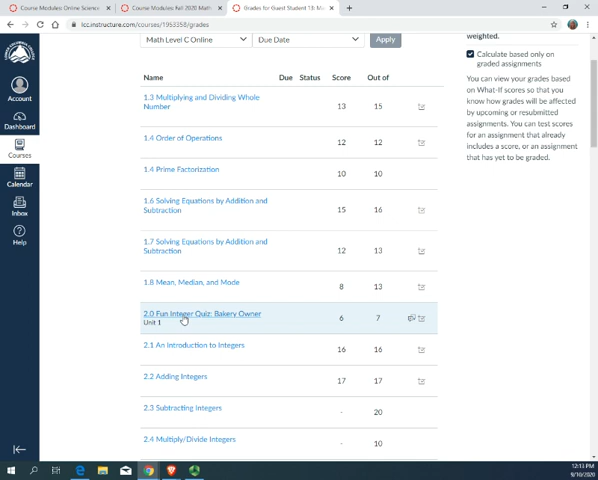 Course Modules: Online Science
Course Modules: Fall 2020 Math
Grades for Guest Student 13: M
lcc.instructure.com/courses/1953358/grades
Math Level C Online
Due Date
Apply
weighted.
Calculate based only on
graded assignments
You can view your grades based
on What-If scores so that you
know how grades will be affected
by upcoming or resubmitted
assignments. You can test scores
for an assignment that already
includes a score, or an assignment
that has yet to be graded.
Account
Dashboard
Courses
Calendar
Inbox
Help
Name Due Status Score Out of
1.3 Multiplying and Dividing Whole
Number
13 15
1.4 Order of Operations 12 12
1.4 Prime Factorization 10 10
1.6 Solving Equations by Addition and
Subtraction
15 16
1.7 Solving Equations by Addition and
Subtraction
12 13
1.8 Mean, Median, and Mode 8 13
2.0 Fun Integer Quiz: Bakery Owner
Unit 1
6 7
2.1 An Introduction to Integers 16 16
2.2 Adding Integers 17 17
2.3 Subtracting Integers - 20
2.4 Multiply/Divide Integers - 10
12:13 PM
9/10/2020